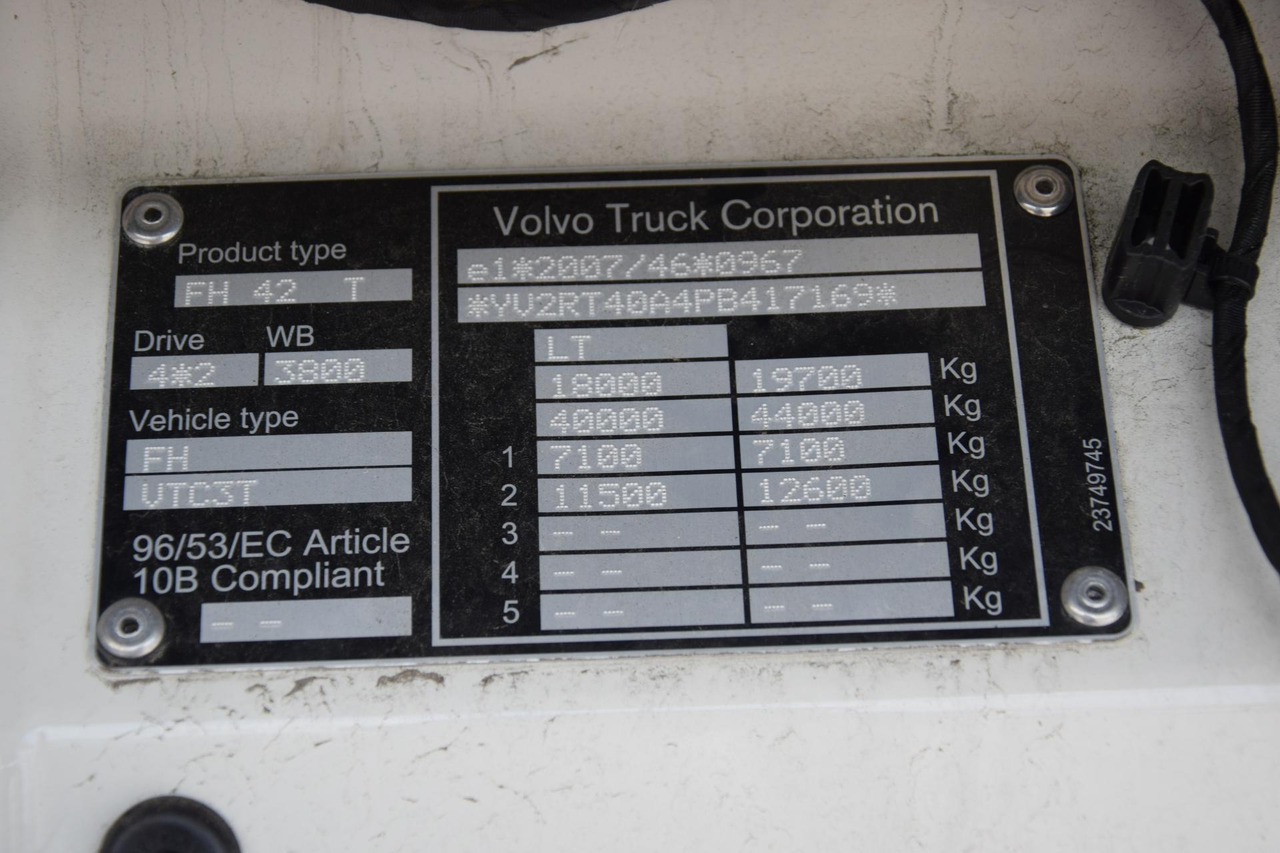 Product type
FH 42 T
Drive WB
4*2 3800
Vehicle type
FH
VTC3T
96/53/EC Article
10B Compliant
-- --
Volvo Truck Corporation
e1*2007/46*0967
*YV2RT40A4PB417169*
LT
18000 19700 Kg
40000 44000 Kg
1 7100 7100 Kg
2 11500 12600 Kg
3 -- -- -- -- Kg
4 -- -- -- -- Kg
5 -- -- -- -- Kg
23749745